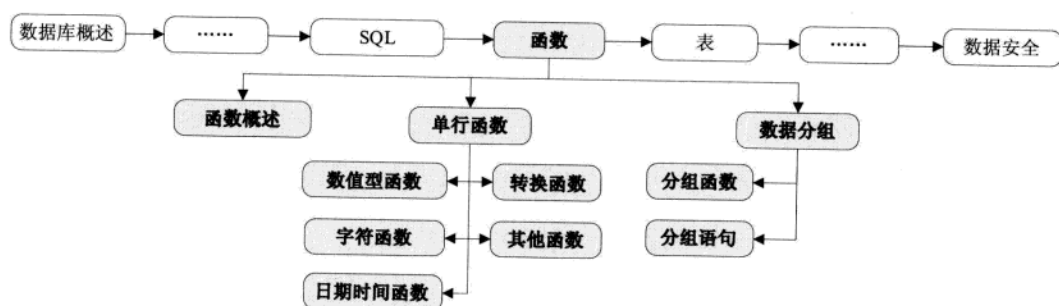 数据库概述
……
SQL
函数
表
……
数据安全
函数概述
单行函数
数据分组
数值型函数
转换函数
分组函数
字符函数
其他函数
分组语句
日期时间函数